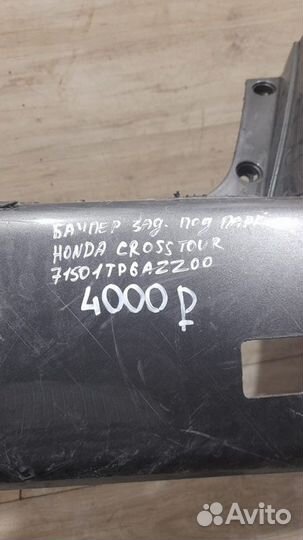 БАМПЕР ЗАД. ПОД ПАРК
HONDA CROSSTOUR
71501TP6AZZ00
4000 ₽
Avito